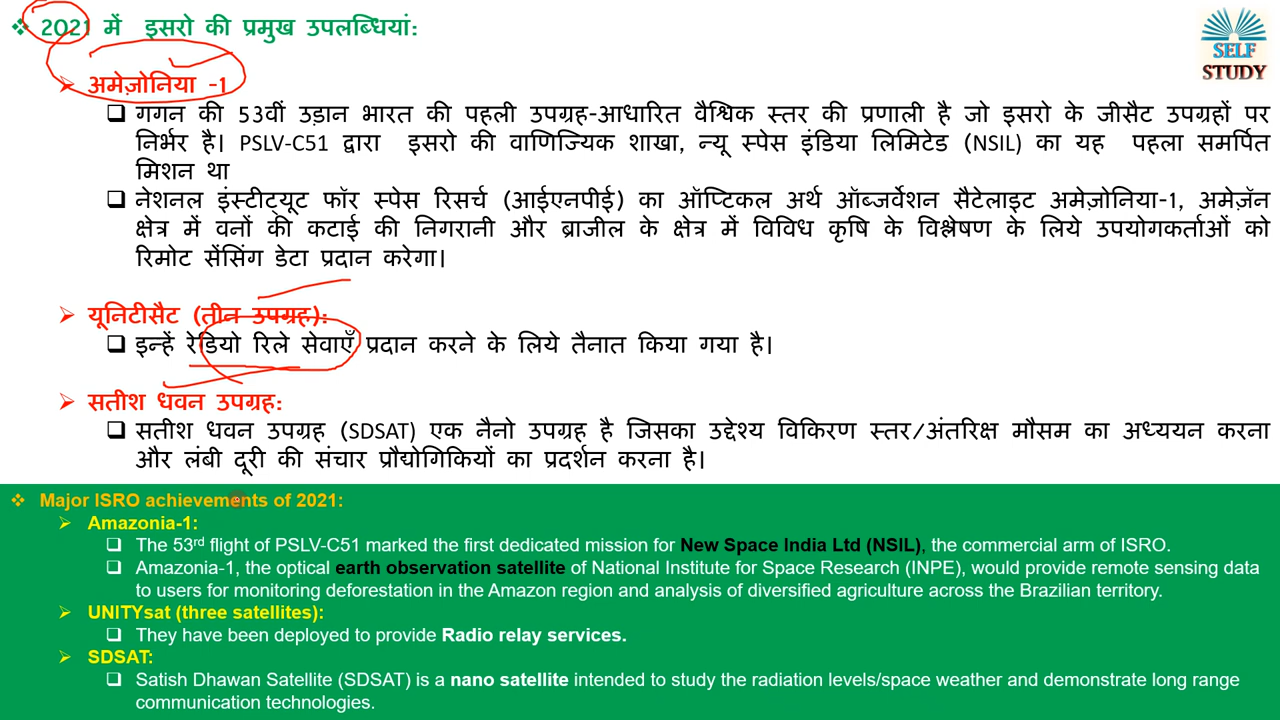 ❖ 2021 में इसरो की प्रमुख उपलब्धियां:
SELF
STUDY
➢ अमेज़ोनिया -1
❑ गगन की 53वीं उड़ान भारत की पहली उपग्रह-आधारित वैश्विक स्तर की प्रणाली है जो इसरो के जीसैट उपग्रहों पर
निर्भर है। PSLV-C51 द्वारा इसरो की वाणिज्यिक शाखा, न्यू स्पेस इंडिया लिमिटेड (NSIL) का यह पहला समर्पित
मिशन था
❑ नेशनल इंस्टीट्यूट फॉर स्पेस रिसर्च (आईएनपीई) का ऑप्टिकल अर्थ ऑब्जर्वेशन सैटेलाइट अमेज़ोनिया-1, अमेज़ॅन
क्षेत्र में वनों की कटाई की निगरानी और ब्राजील के क्षेत्र में विविध कृषि के विश्लेषण के लिये उपयोगकर्ताओं को
रिमोट सेंसिंग डेटा प्रदान करेगा।
➢ यूनिटीसैट (तीन उपग्रह):
❑ इन्हें रेडियो रिले सेवाएँ प्रदान करने के लिये तैनात किया गया है।
➢ सतीश धवन उपग्रह:
❑ सतीश धवन उपग्रह (SDSAT) एक नैनो उपग्रह है जिसका उद्देश्य विकिरण स्तर/अंतरिक्ष मौसम का अध्ययन करना
और लंबी दूरी की संचार प्रौद्योगिकियों का प्रदर्शन करना है।
❖ Major ISRO achievements of 2021:
➢ Amazonia-1:
❑ The 53rd flight of PSLV-C51 marked the first dedicated mission for New Space India Ltd (NSIL), the commercial arm of ISRO.
❑ Amazonia-1, the optical earth observation satellite of National Institute for Space Research (INPE), would provide remote sensing data
to users for monitoring deforestation in the Amazon region and analysis of diversified agriculture across the Brazilian territory.
➢ UNITYsat (three satellites):
❑ They have been deployed to provide Radio relay services.
➢ SDSAT:
❑ Satish Dhawan Satellite (SDSAT) is a nano satellite intended to study the radiation levels/space weather and demonstrate long range
communication technologies.